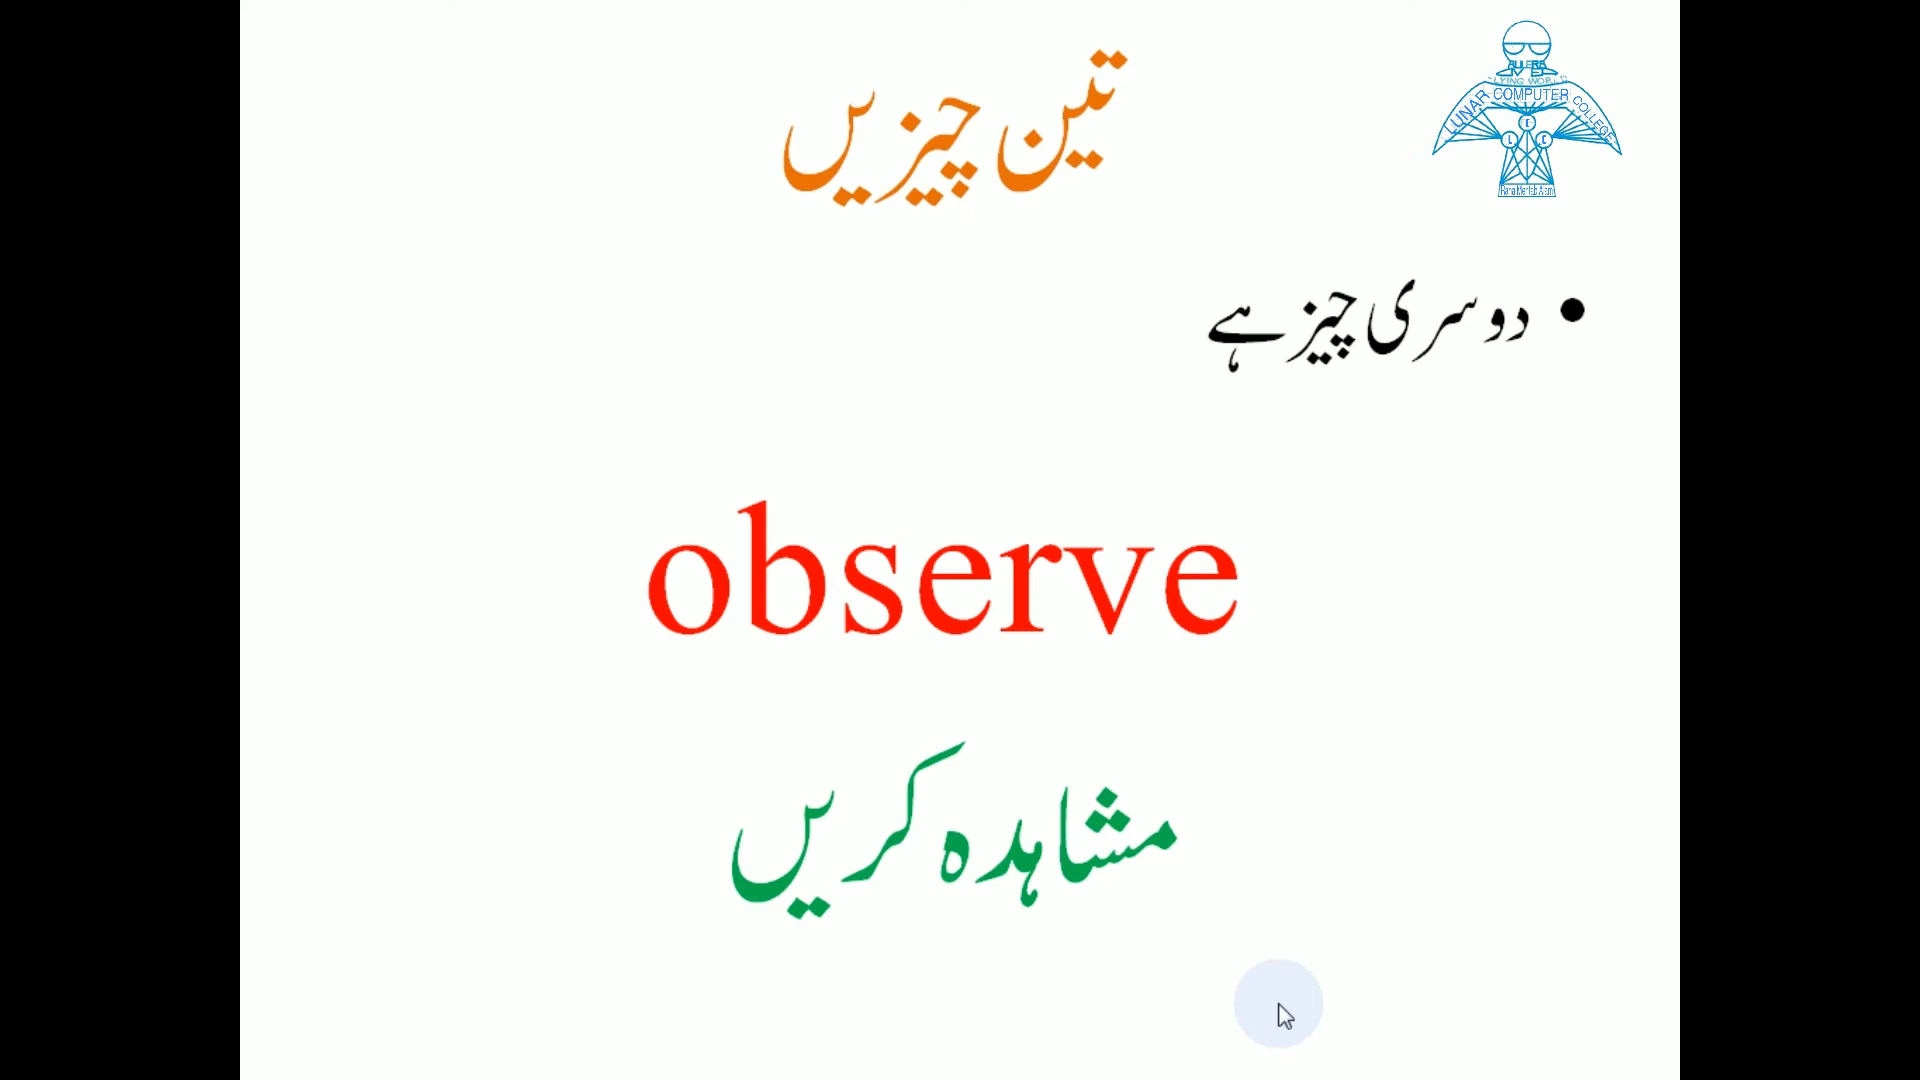 تین چیزیں
LUNAR COMPUTER COLLEGE
L E C
• دوسری چیز ہے
observe
مشاہدہ کریں